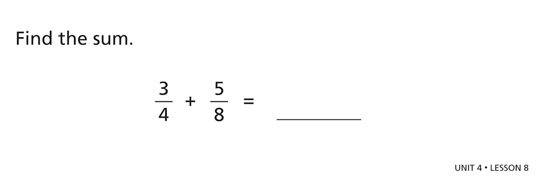 Find the sum.
3/4 + 5/8 = ________
UNIT 4 • LESSON 8